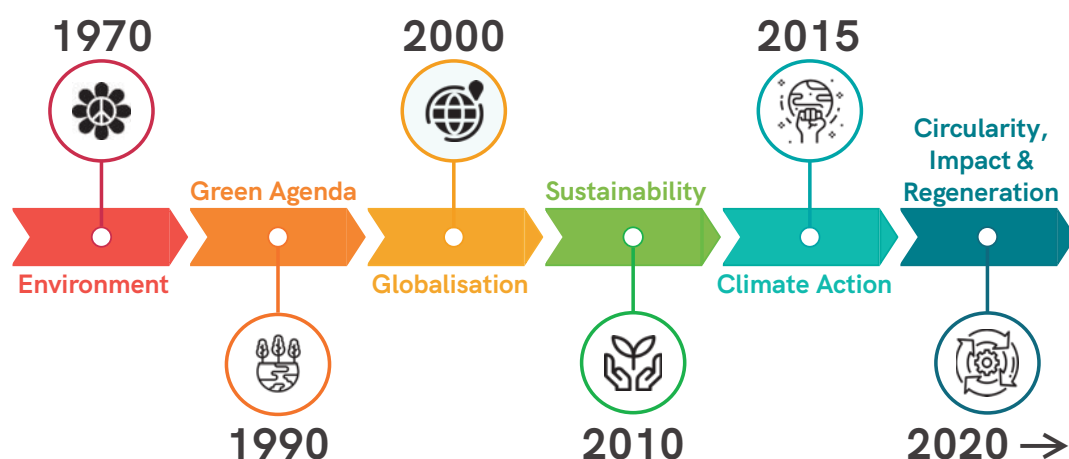 1970
2000
2015
Circularity,
Impact &
Regeneration
Green Agenda
Sustainability
Environment
Globalisation
Climate Action
1990
2010
2020 →